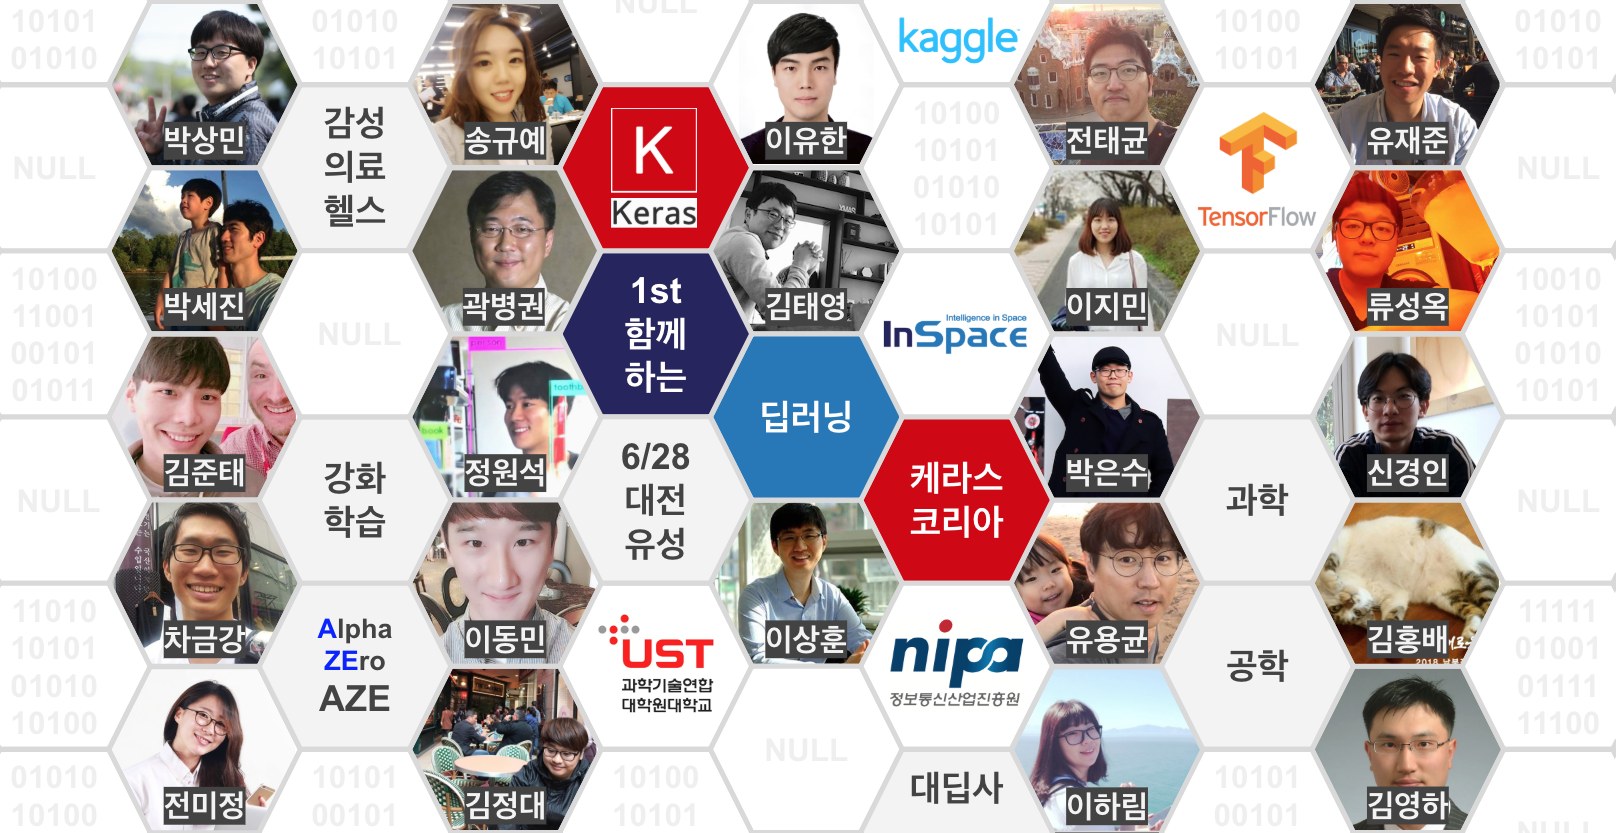 10101
01010
01010
10101
NULL
kaggle
10100
10101
01010
10101
박상민
감성
의료
헬스
송규예
K
Keras
이유한
10100
10101
01010
00101
10101
전태균
TensorFlow
유재준
NULL
NULL
박세진
곽병권
1st
함께
하는
김태영
Intelligence in Space
InSpace
이지민
류성옥
10100
11001
00101
01011
NULL
NULL
10010
10101
01010
10101
김준태
person
toothb
book
정원석
딥러닝
박은수
신경인
NULL
강화
학습
6/28
대전
유성
케라스
코리아
과학
NULL
차금강
이동민
이상훈
유용균
김홍배
11010
10101
01010
10100
Alpha
ZEro
AZE
UST
과학기술연합
대학원대학교
nipa
정보통신산업진흥원
공학
11111
01001
01111
11100
전미정
김정대
NULL
대딥사
이하림
김영하
01010
10100
10101
00101
10100
10101
10101
00101
NULL